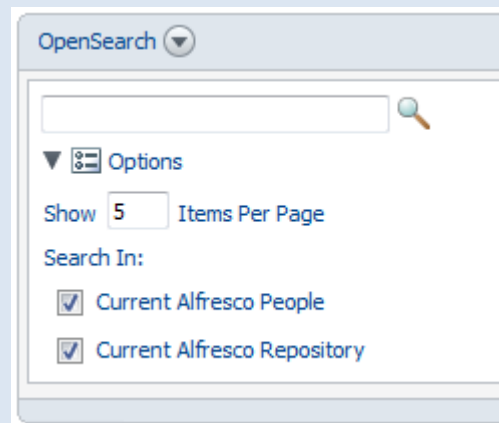 OpenSearch
Options
Show 5 Items Per Page
Search In:
Current Alfresco People
Current Alfresco Repository